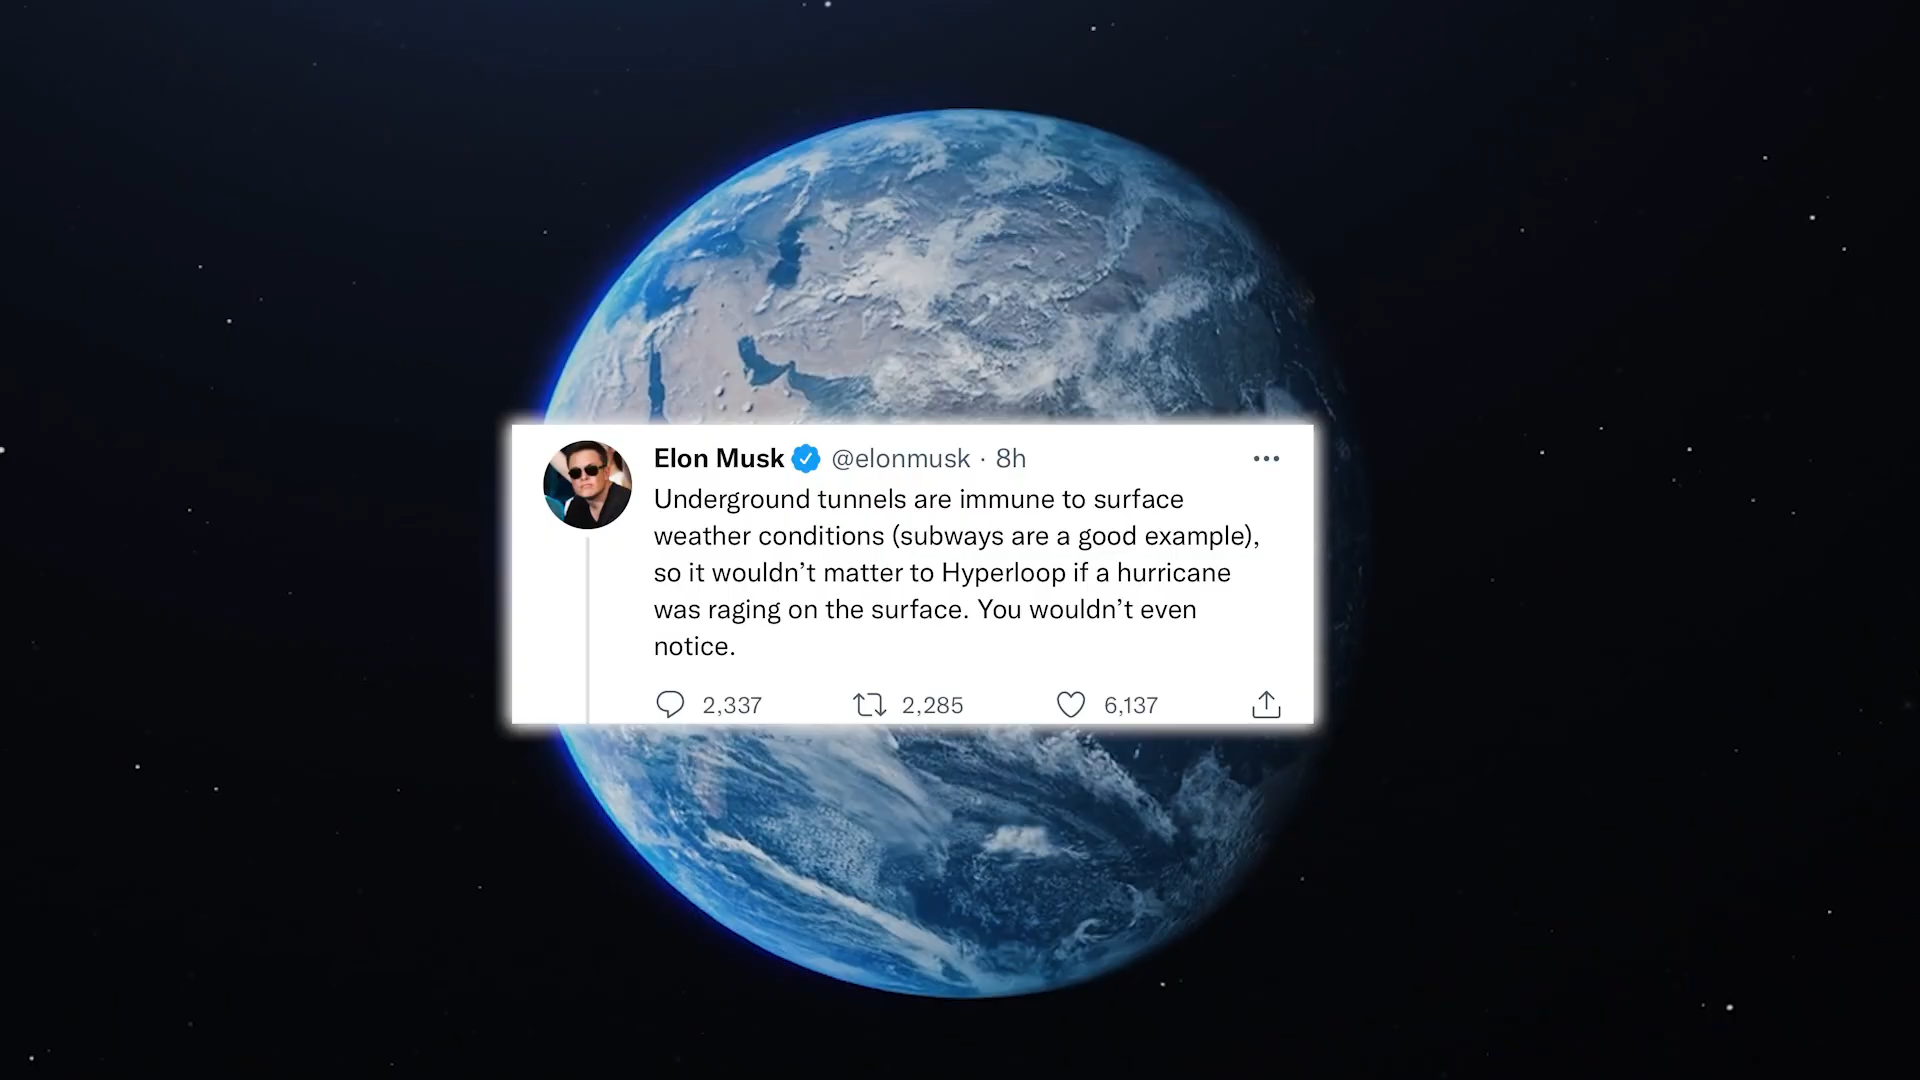 Elon Musk @elonmusk · 8h
Underground tunnels are immune to surface
weather conditions (subways are a good example),
so it wouldn’t matter to Hyperloop if a hurricane
was raging on the surface. You wouldn’t even
notice.
2,337 2,285 6,137